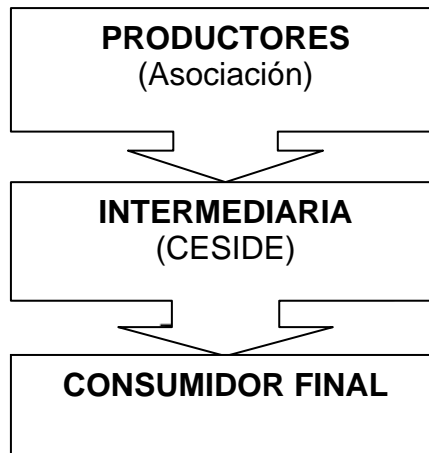 PRODUCTORES
(Asociación)
INTERMEDIARIA
(CESIDE)
CONSUMIDOR FINAL